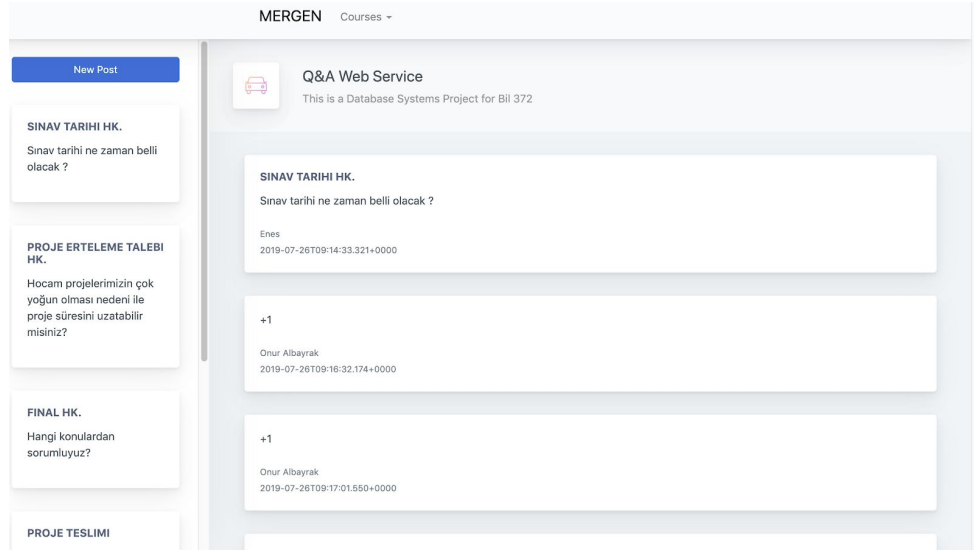 MERGEN Courses
New Post
SINAV TARIHI HK.
Sınav tarihi ne zaman belli
olacak ?
PROJE ERTELEME TALEBI
HK.
Hocam projelerimizin çok
yoğun olması nedeni ile
proje süresini uzatabilir
misiniz?
FINAL HK.
Hangi konulardan
sorumluyuz?
PROJE TESLIMI
Q&A Web Service
This is a Database Systems Project for Bil 372
SINAV TARIHI HK.
Sınav tarihi ne zaman belli olacak ?
Enes
2019-07-26T09:14:33.321+0000
+1
Onur Albayrak
2019-07-26T09:16:32.174+0000
+1
Onur Albayrak
2019-07-26T09:17:01.550+0000